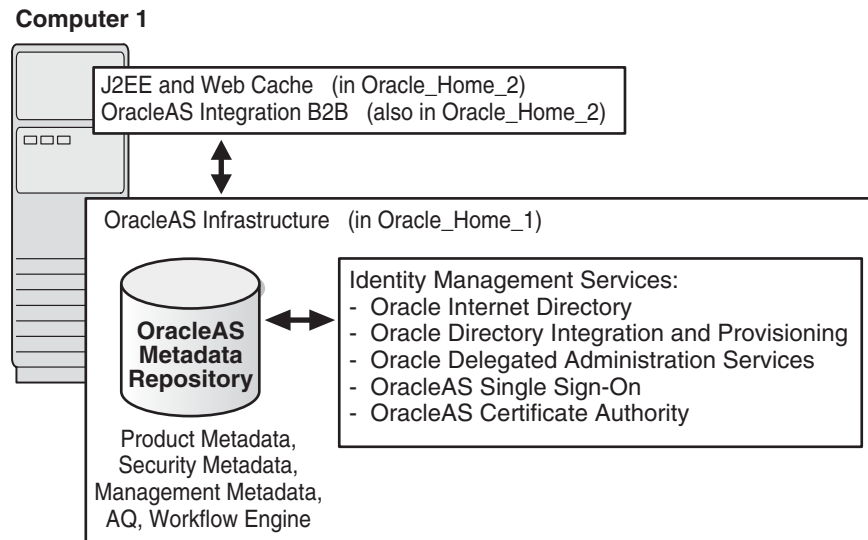 Computer 1
J2EE and Web Cache (in Oracle_Home_2)
OracleAS Integration B2B (also in Oracle_Home_2)
OracleAS Infrastructure (in Oracle_Home_1)
OracleAS
Metadata
Repository
Product Metadata,
Security Metadata,
Management Metadata,
AQ, Workflow Engine
Identity Management Services:
- Oracle Internet Directory
- Oracle Directory Integration and Provisioning
- Oracle Delegated Administration Services
- OracleAS Single Sign-On
- OracleAS Certificate Authority